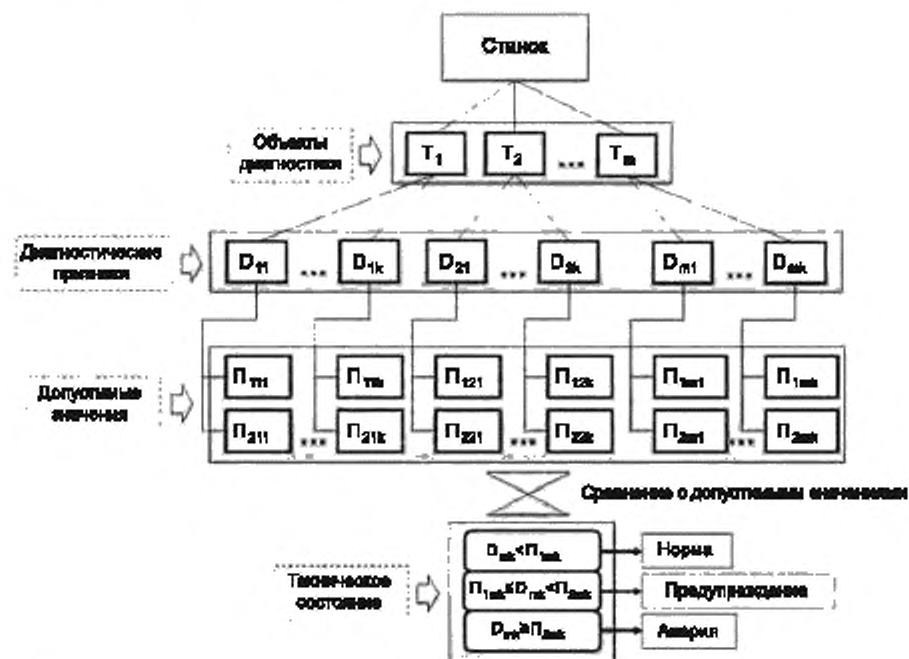 Станок
Объекты
диагностики
T₁ T₂ ... Tₘ
Диагностические
признаки
D₁₁ ... D₁ₖ D₂₁ ... D₂ₖ Dₘ₁ ... Dₘₖ
Допустимые
значения
П₁₁₁ П₁₁ₖ П₁₂₁ П₁₂ₖ П₁ₘ₁ П₁ₘₖ
П₂₁₁ ... П₂₁ₖ П₂₂₁ ... П₂₂ₖ П₂ₘ₁ ... П₂ₘₖ
Сравнение с допустимыми значениями
Техническое
состояние
Dₘₖ<П₁ₘₖ Норма
П₁ₘₖ≤Dₘₖ<П₂ₘₖ Предупреждение
Dₘₖ≥П₂ₘₖ Авария